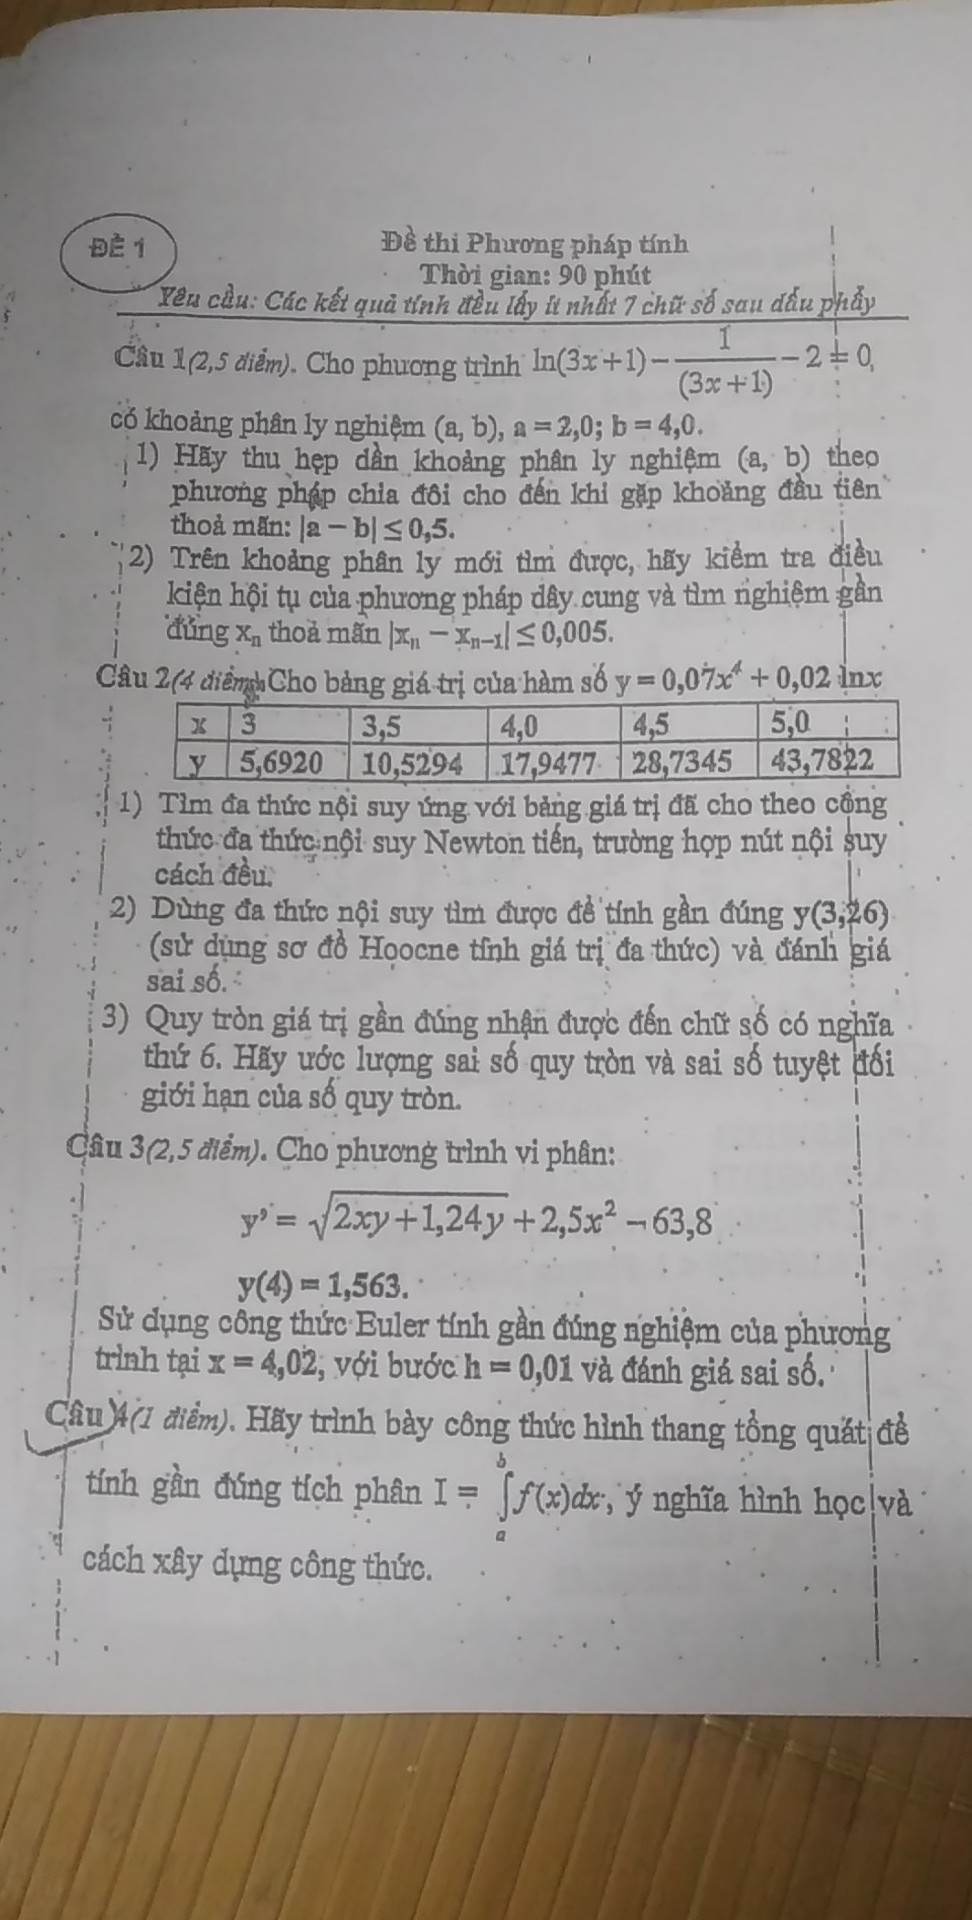 ĐỀ 1
Đề thi Phương pháp tính
Thời gian: 90 phút
Yêu cầu: Các kết quả tính đều lấy ít nhất 7 chữ số sau dấu phẩy
Câu 1(2,5 điểm). Cho phương trình ln(3x+1) − 1/(3x+1) − 2 = 0,
có khoảng phân ly nghiệm (a, b), a = 2,0; b = 4,0.
1) Hãy thu hẹp dần khoảng phân ly nghiệm (a, b) theo
phương pháp chia đôi cho đến khi gặp khoảng đầu tiên
thoả mãn: |a − b| ≤ 0,5.
2) Trên khoảng phân ly mới tìm được, hãy kiểm tra điều
kiện hội tụ của phương pháp dây cung và tìm nghiệm gần
đúng xₙ thoả mãn |xₙ − xₙ₋₁| ≤ 0,005.
Câu 2(4 điểm). Cho bảng giá trị của hàm số y = 0,07x⁴ + 0,02 lnx
x 3 3,5 4,0 4,5 5,0
y 5,6920 10,5294 17,9477 28,7345 43,7822
1) Tìm đa thức nội suy ứng với bảng giá trị đã cho theo công
thức đa thức nội suy Newton tiến, trường hợp nút nội suy
cách đều.
2) Dùng đa thức nội suy tìm được để tính gần đúng y(3,26)
(sử dụng sơ đồ Hoocne tính giá trị đa thức) và đánh giá
sai số.
3) Quy tròn giá trị gần đúng nhận được đến chữ số có nghĩa
thứ 6. Hãy ước lượng sai số quy tròn và sai số tuyệt đối
giới hạn của số quy tròn.
Câu 3(2,5 điểm). Cho phương trình vi phân:
y' = √(2xy+1,24y) + 2,5x² − 63,8
y(4) = 1,563.
Sử dụng công thức Euler tính gần đúng nghiệm của phương
trình tại x = 4,02, với bước h = 0,01 và đánh giá sai số.
Câu 4(1 điểm). Hãy trình bày công thức hình thang tổng quát để
tính gần đúng tích phân I = ∫ₐᵇ f(x)dx, ý nghĩa hình học và
cách xây dựng công thức.